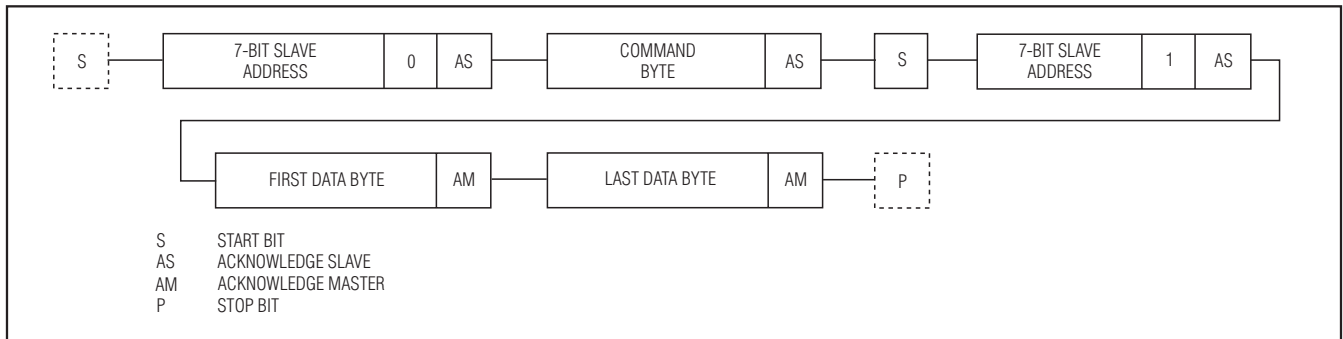 S
7-BIT SLAVE
ADDRESS
0
AS
COMMAND
BYTE
AS
S
7-BIT SLAVE
ADDRESS
1
AS
FIRST DATA BYTE
AM
LAST DATA BYTE
AM
P
S START BIT
AS ACKNOWLEDGE SLAVE
AM ACKNOWLEDGE MASTER
P STOP BIT